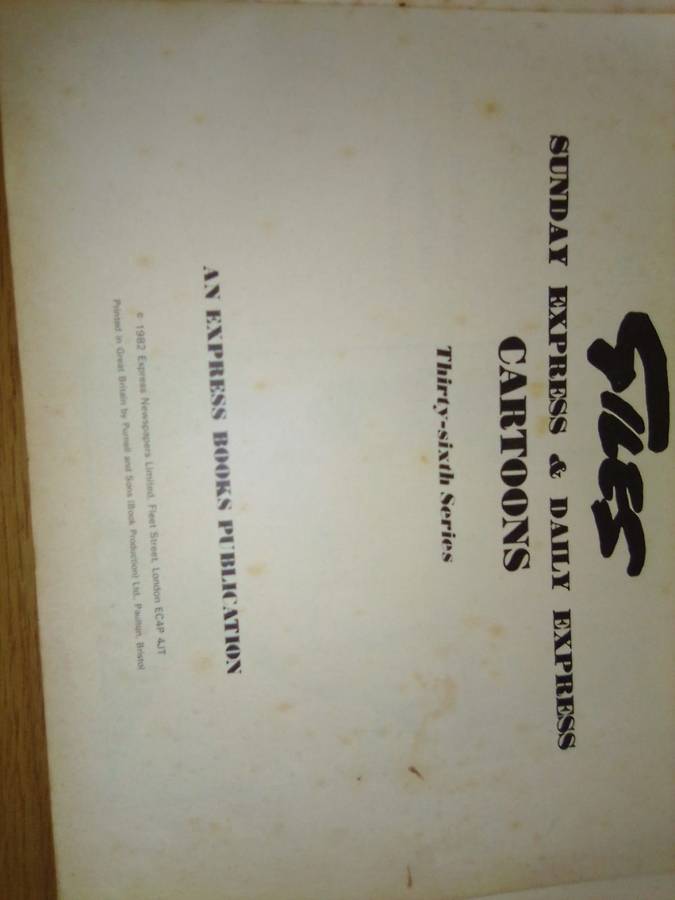 GILES
SUNDAY EXPRESS & DAILY EXPRESS
CARTOONS
Thirty-sixth Series
AN EXPRESS BOOKS PUBLICATION
© 1982 Express Newspapers Limited, Fleet Street, London EC4P 4JT
Printed in Great Britain by Purnell and Sons (Book Production) Ltd., Paulton, Bristol